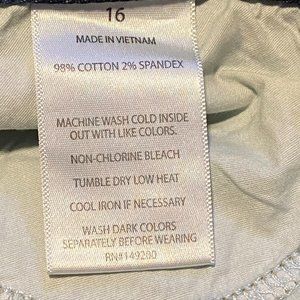 16
MADE IN VIETNAM
98% COTTON 2% SPANDEX
MACHINE WASH COLD INSIDE
OUT WITH LIKE COLORS.
NON-CHLORINE BLEACH
TUMBLE DRY LOW HEAT
COOL IRON IF NECESSARY
WASH DARK COLORS
SEPARATELY BEFORE WEARING
RN#149200